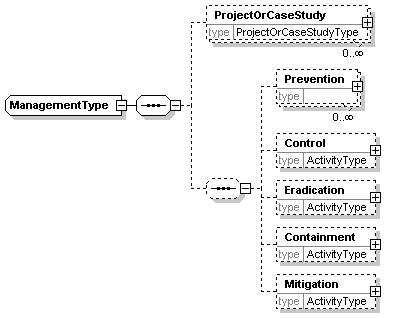 ProjectOrCaseStudy
type ProjectOrCaseStudyType
0..∞
ManagementType
Prevention
type
0..∞
Control
type ActivityType
Eradication
type ActivityType
Containment
type ActivityType
Mitigation
type ActivityType